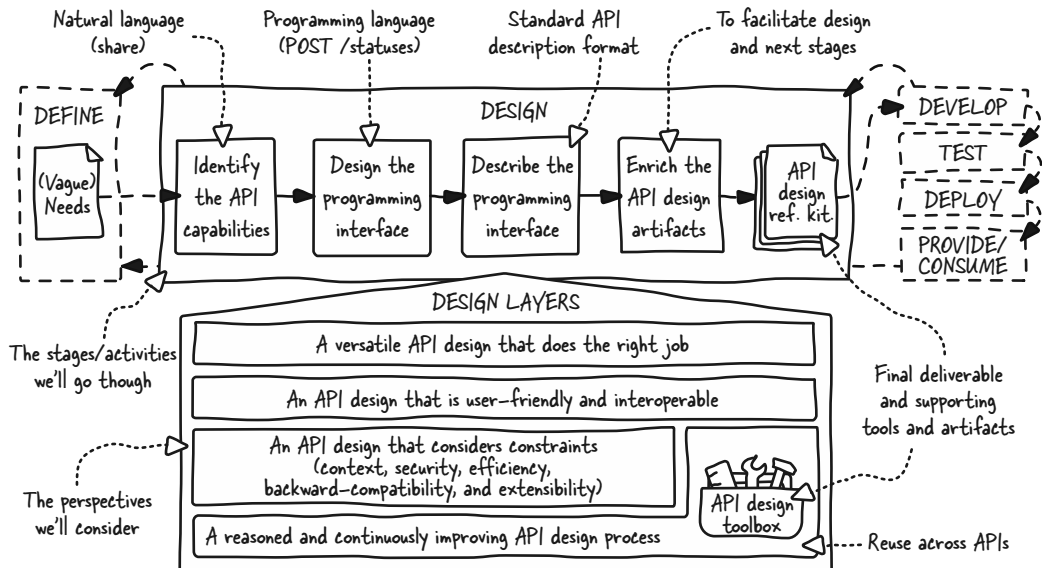 Natural language
(share)
Programming language
(POST /statuses)
Standard API
description format
To facilitate design
and next stages
DEFINE
(Vague)
Needs
DESIGN
Identify
the API
capabilities
Design the
programming
interface
Describe the
programming
interface
Enrich the
API design
artifacts
API
design
ref. kit.
DEVELOP
TEST
DEPLOY
PROVIDE/
CONSUME
The stages/activities
we'll go though
DESIGN LAYERS
A versatile API design that does the right job
An API design that is user-friendly and interoperable
An API design that considers constraints
(context, security, efficiency,
backward-compatibility, and extensibility)
A reasoned and continuously improving API design process
API design
toolbox
The perspectives
we'll consider
Final deliverable
and supporting
tools and artifacts
Reuse across APIs